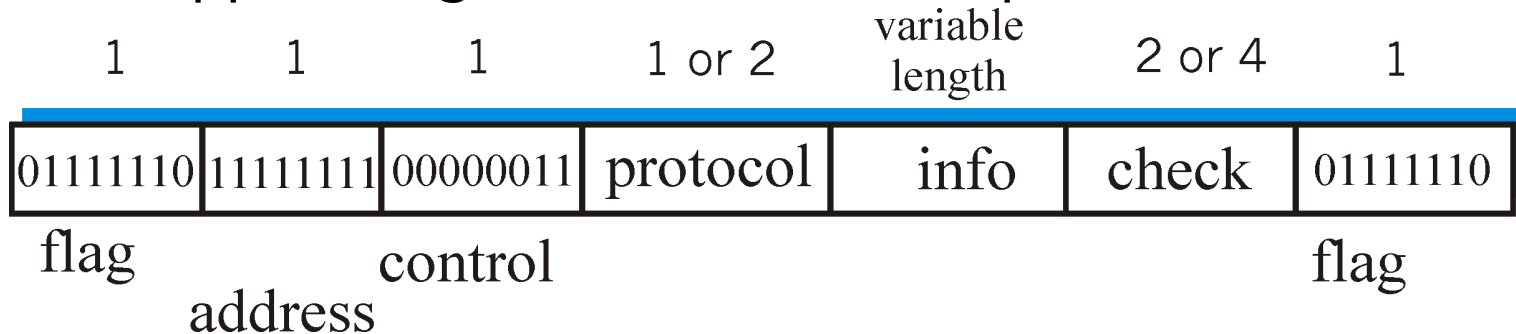 variable
1 1 1 1 or 2 length 2 or 4 1
01111110 11111111 00000011 protocol info check 01111110
flag control flag
address